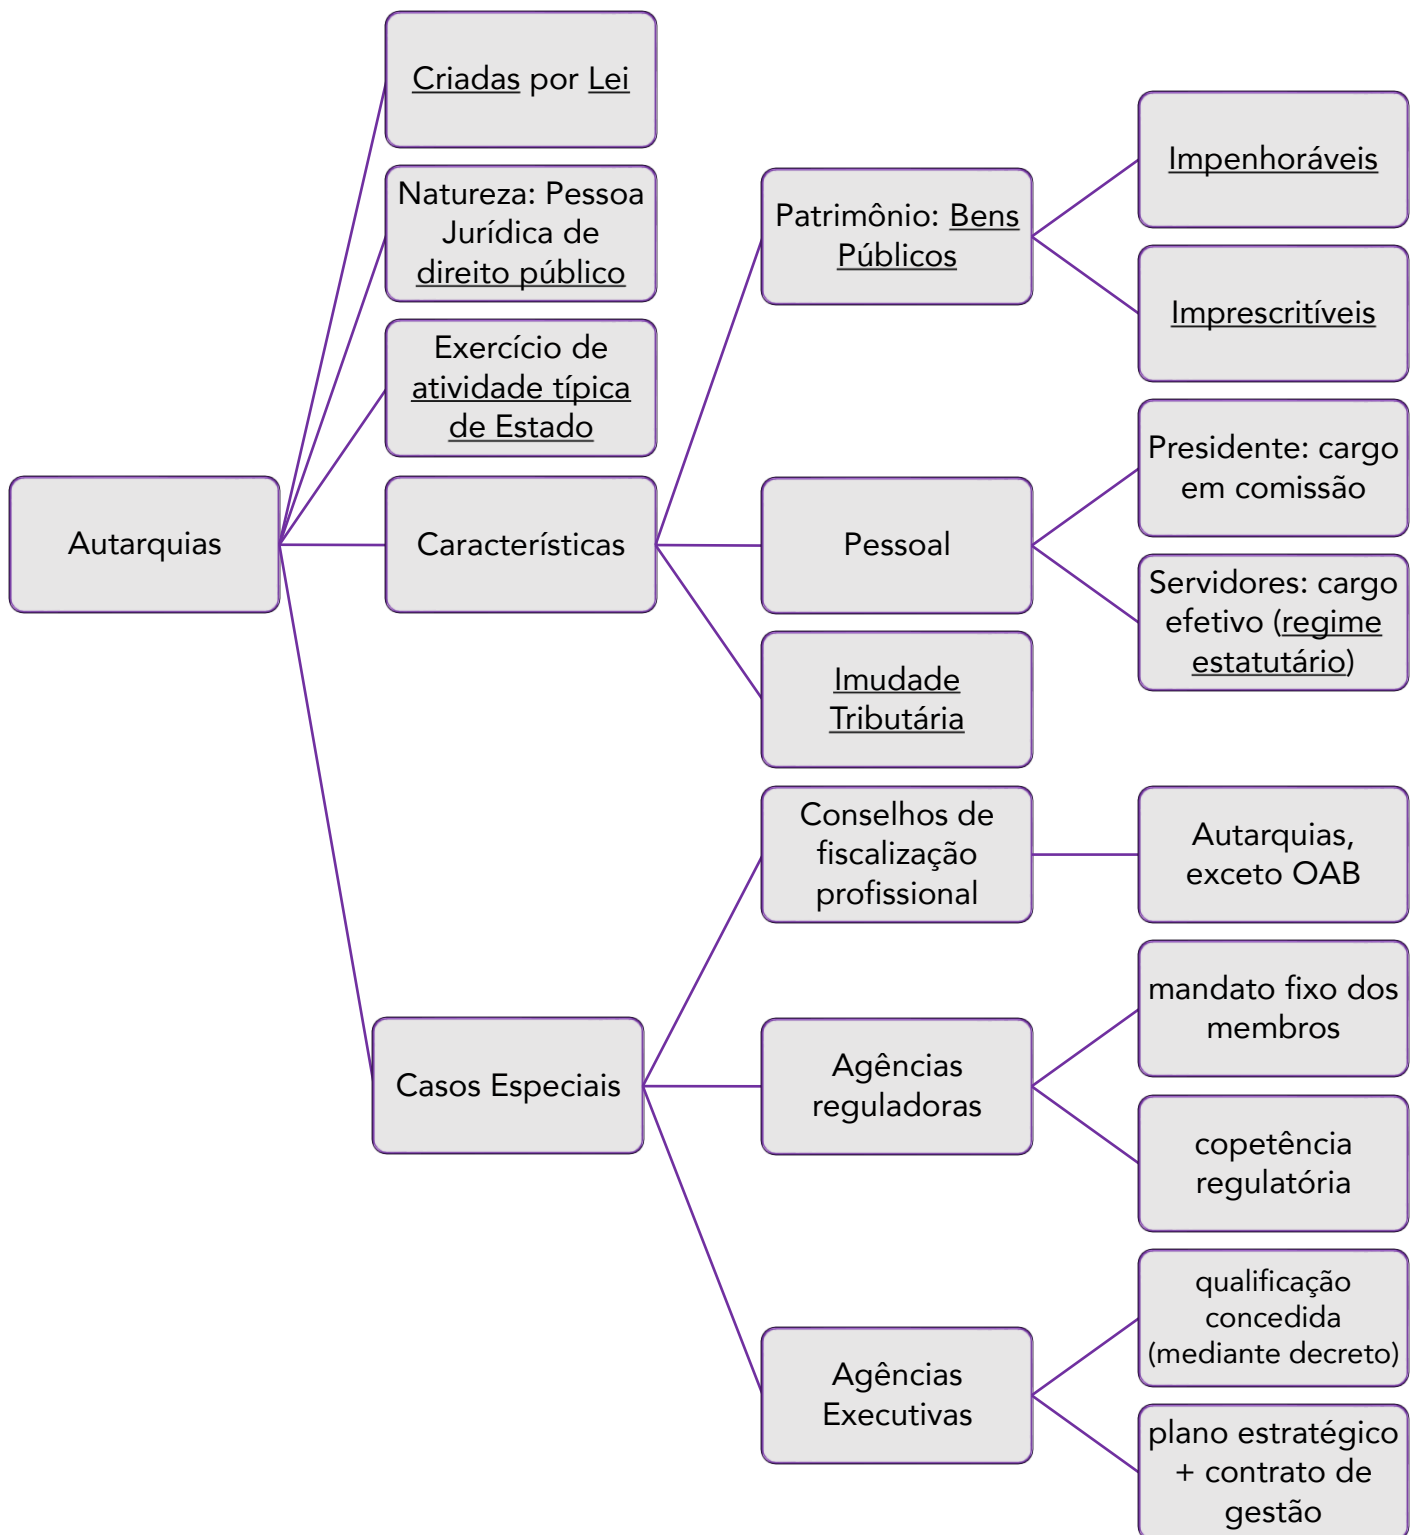 Criadas por Lei
Natureza: Pessoa
Jurídica de
direito público
Exercício de
atividade típica
de Estado
Autarquias
Características
Patrimônio: Bens
Públicos
Impenhoráveis
Imprescritíveis
Pessoal
Presidente: cargo
em comissão
Servidores: cargo
efetivo (regime
estatutário)
Imudade
Tributária
Casos Especiais
Conselhos de
fiscalização
profissional
Autarquias,
exceto OAB
Agências
reguladoras
mandato fixo dos
membros
copetência
regulatória
Agências
Executivas
qualificação
concedida
(mediante decreto)
plano estratégico
+ contrato de
gestão